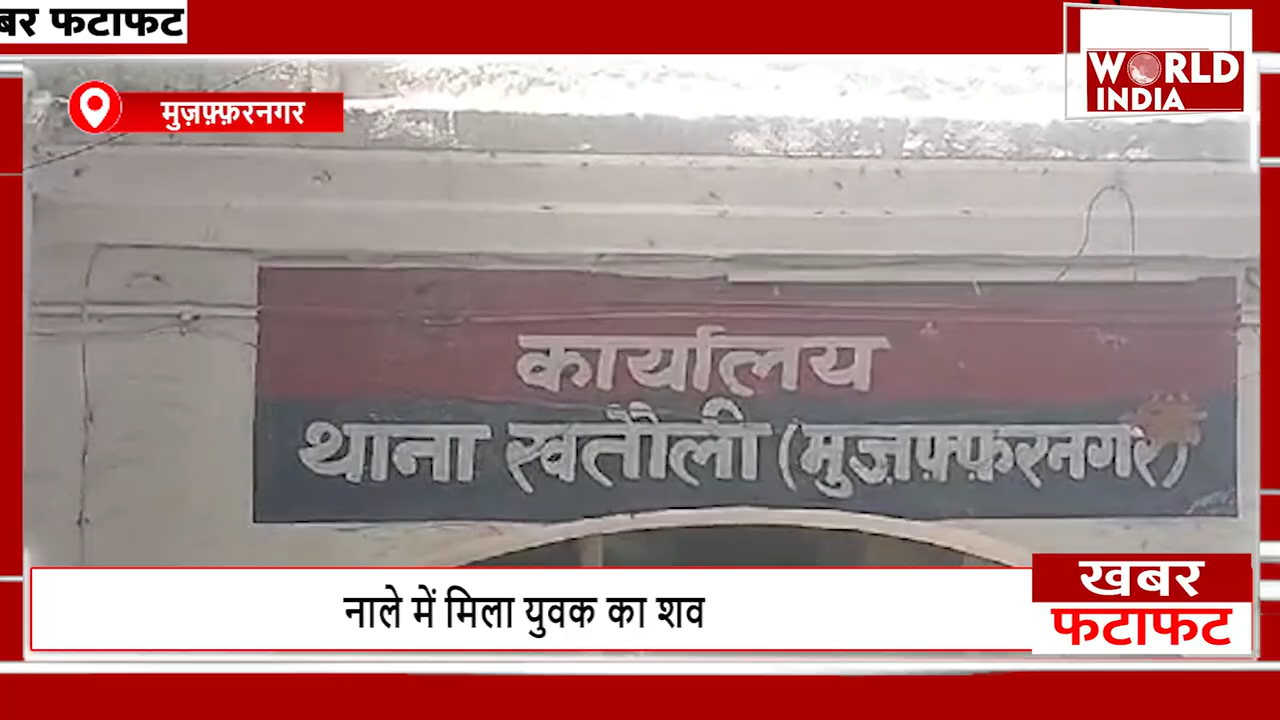 बर फटाफट
WORLD
INDIA
मुज़फ़्फ़रनगर
कार्यालय
थाना खतौली (मुज़फ़्फ़रनगर)
नाले में मिला युवक का शव
खबर
फटाफट